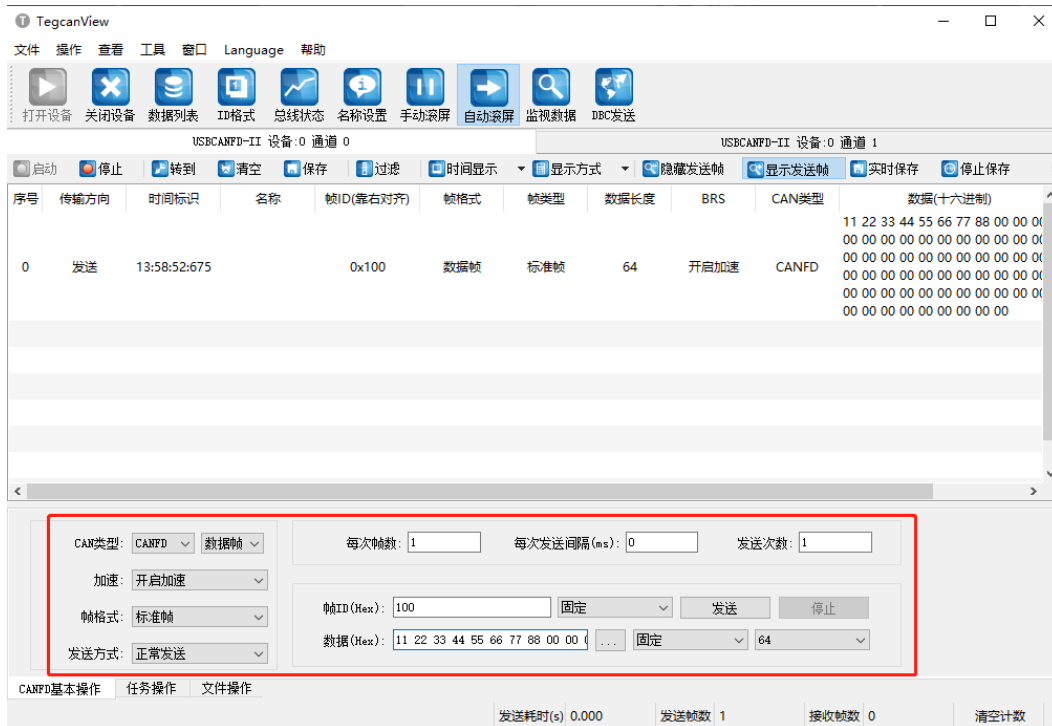 TegcanView
文件 操作 查看 工具 窗口 Language 帮助
打开设备 关闭设备 数据列表 ID格式 总线状态 名称设置 手动滚屏 自动滚屏 监视数据 DBC发送
USBCANFD-II 设备:0 通道 0 USBCANFD-II 设备:0 通道 1
启动 停止 转到 清空 保存 过滤 时间显示 显示方式 隐藏发送帧 显示发送帧 实时保存 停止保存
序号 传输方向 时间标识 名称 帧ID(靠右对齐) 帧格式 帧类型 数据长度 BRS CAN类型 数据(十六进制)
11 22 33 44 55 66 77 88 00 00
00 00 00 00 00 00 00 00 00 00
0 发送 13:58:52:675 0x100 数据帧 标准帧 64 开启加速 CANFD 00 00 00 00 00 00 00 00 00 00
00 00 00 00 00 00 00 00 00 00
00 00 00 00 00 00 00 00 00 00
00 00 00 00 00 00 00 00 00
CAN类型: CANFD 数据帧 每次帧数: 1 每次发送间隔(ms): 0 发送次数: 1
加速: 开启加速
帧格式: 标准帧 帧ID(Hex): 100 固定 发送 停止
发送方式: 正常发送 数据(Hex): 11 22 33 44 55 66 77 88 00 00 ... 固定 64
CANFD基本操作 任务操作 文件操作
发送耗时(s) 0.000 发送帧数 1 接收帧数 0 清空计数